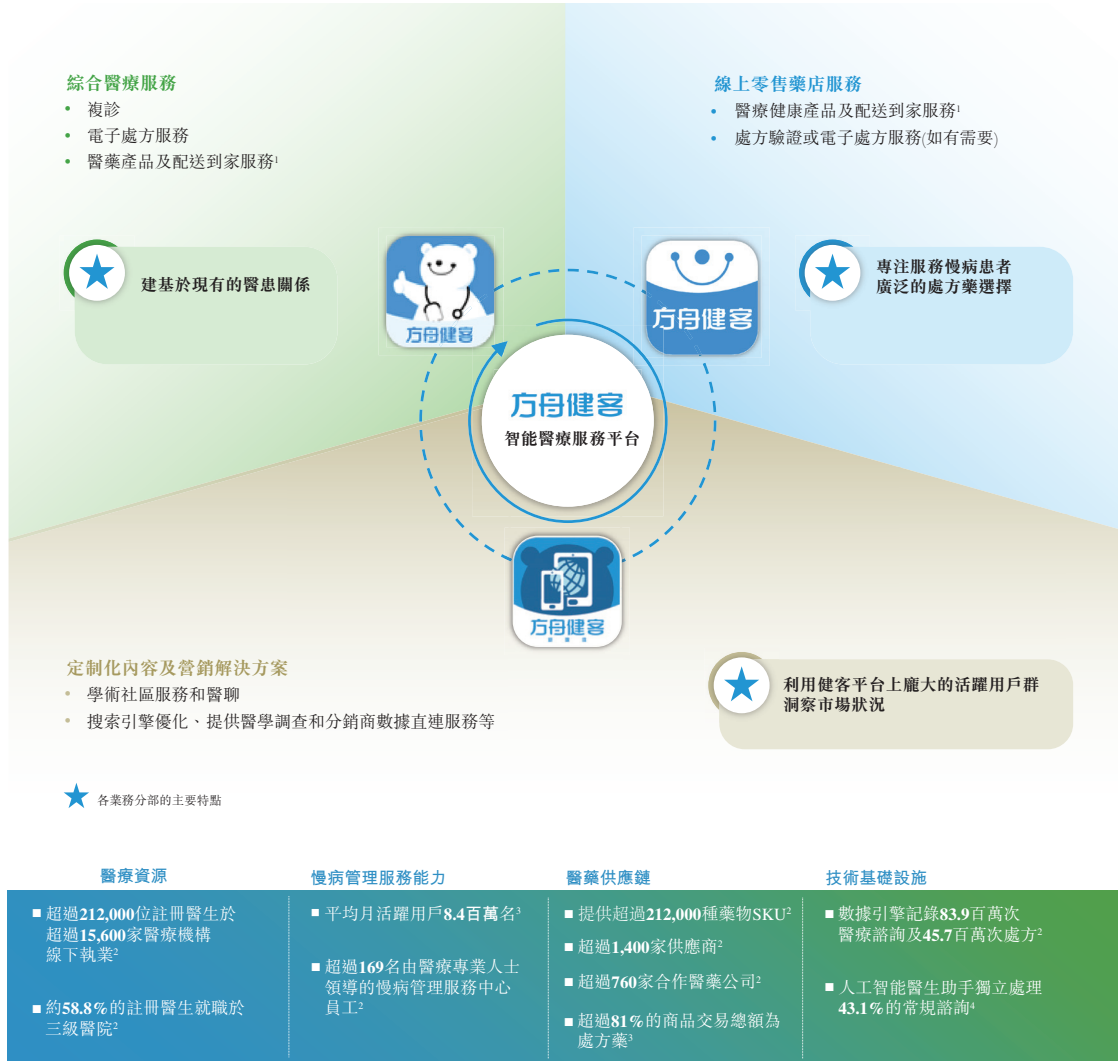 綜合醫療服務
• 複診
• 電子處方服務
• 醫藥產品及配送到家服務¹
線上零售藥店服務
• 醫療健康產品及配送到家服務¹
• 處方驗證或電子處方服務(如有需要)
建基於現有的醫患關係
方舟健客
方舟健客
專注服務慢病患者
廣泛的處方藥選擇
方舟健客
智能醫療服務平台
方舟健客
定制化內容及營銷解決方案
• 學術社區服務和醫聊
• 搜索引擎優化、提供醫學調查和分銷商數據直連服務等
利用健客平台上龐大的活躍用戶群
洞察市場狀況
各業務分部的主要特點
醫療資源
■ 超過212,000位註冊醫生於
超過15,600家醫療機構
線下執業²
■ 約58.8%的註冊醫生就職於
三級醫院²
慢病管理服務能力
■ 平均月活躍用戶8.4百萬名³
■ 超過169名由醫療專業人士
領導的慢病管理服務中心
員工²
醫藥供應鏈
■ 提供超過212,000種藥物SKU²
■ 超過1,400家供應商²
■ 超過760家合作醫藥公司²
■ 超過81%的商品交易總額為
處方藥³
技術基礎設施
■ 數據引擎記錄83.9百萬次
醫療諮詢及45.7百萬次處方²
■ 人工智能醫生助手獨立處理
43.1%的常規諮詢⁴